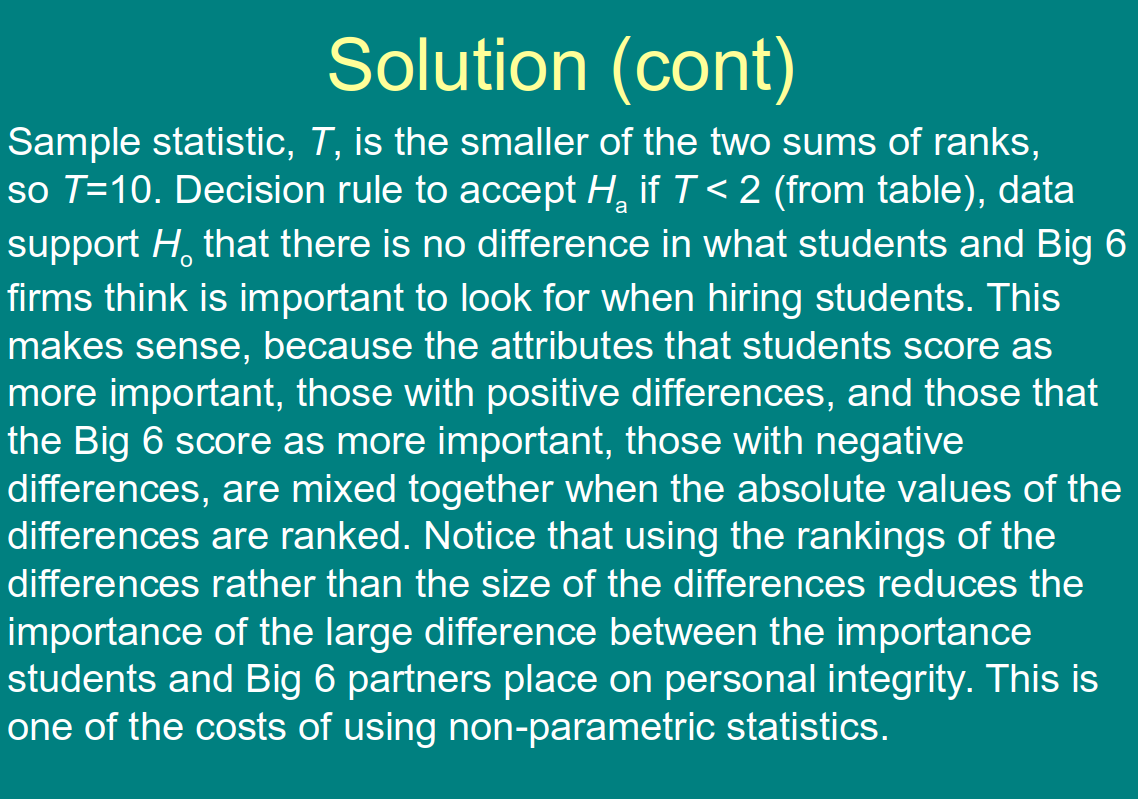 Solution (cont)
Sample statistic, T, is the smaller of the two sums of ranks,
so T=10. Decision rule to accept Ha if T < 2 (from table), data
support Ho that there is no difference in what students and Big 6
firms think is important to look for when hiring students. This
makes sense, because the attributes that students score as
more important, those with positive differences, and those that
the Big 6 score as more important, those with negative
differences, are mixed together when the absolute values of the
differences are ranked. Notice that using the rankings of the
differences rather than the size of the differences reduces the
importance of the large difference between the importance
students and Big 6 partners place on personal integrity. This is
one of the costs of using non-parametric statistics.